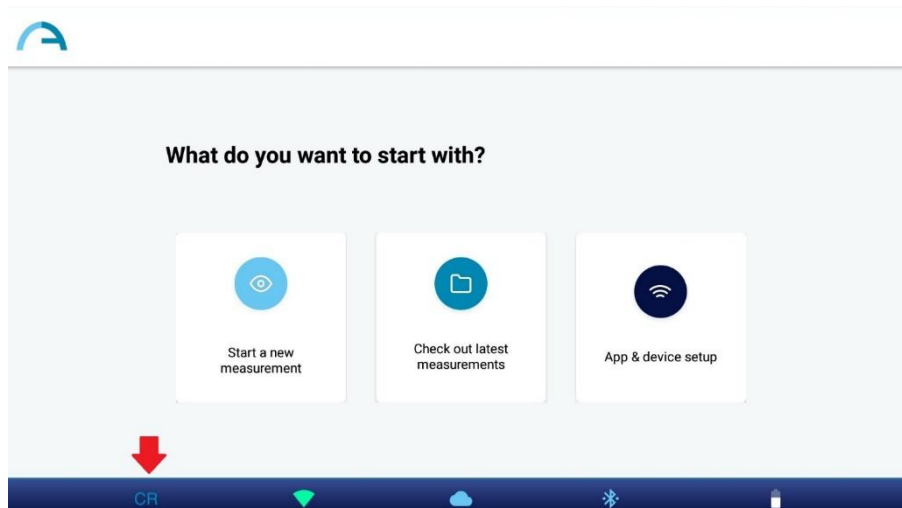 What do you want to start with?
Start a new
measurement
Check out latest
measurements
App & device setup
CR